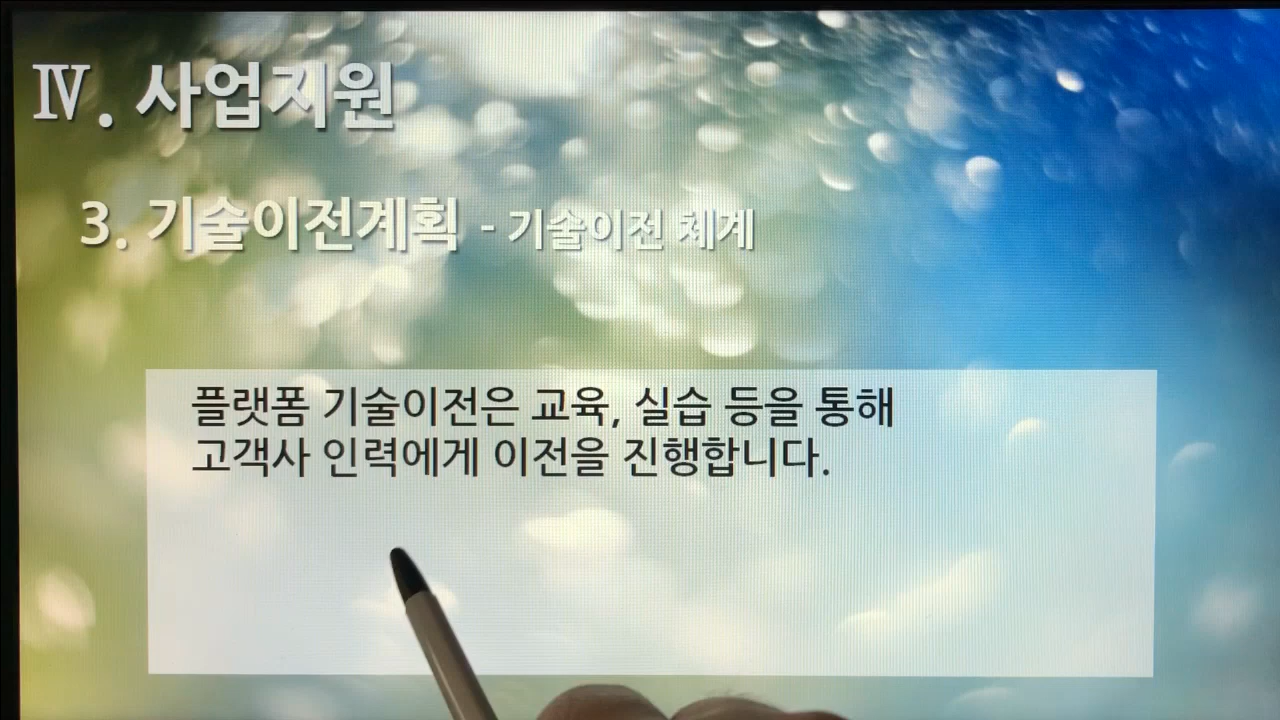 Ⅳ. 사업지원
3. 기술이전계획 - 기술이전 체계
플랫폼 기술이전은 교육, 실습 등을 통해
고객사 인력에게 이전을 진행합니다.